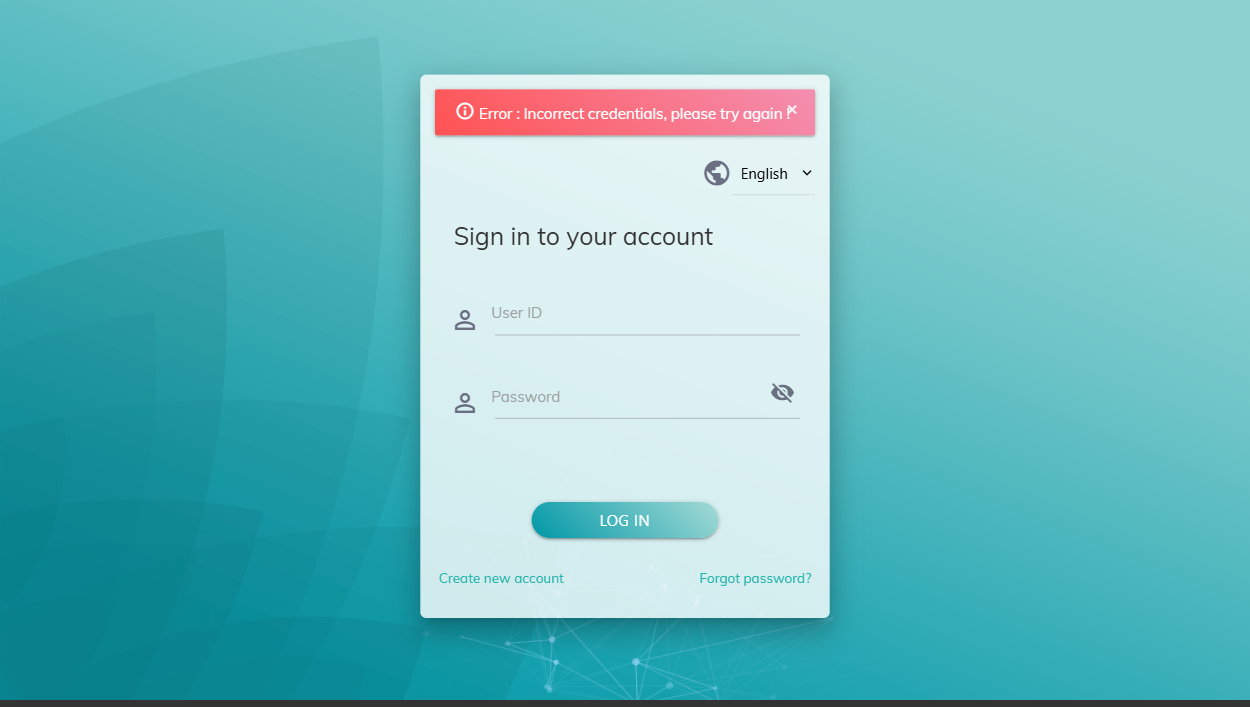 Error : Incorrect credentials, please try again !
English
Sign in to your account
User ID
Password
LOG IN
Create new account
Forgot password?